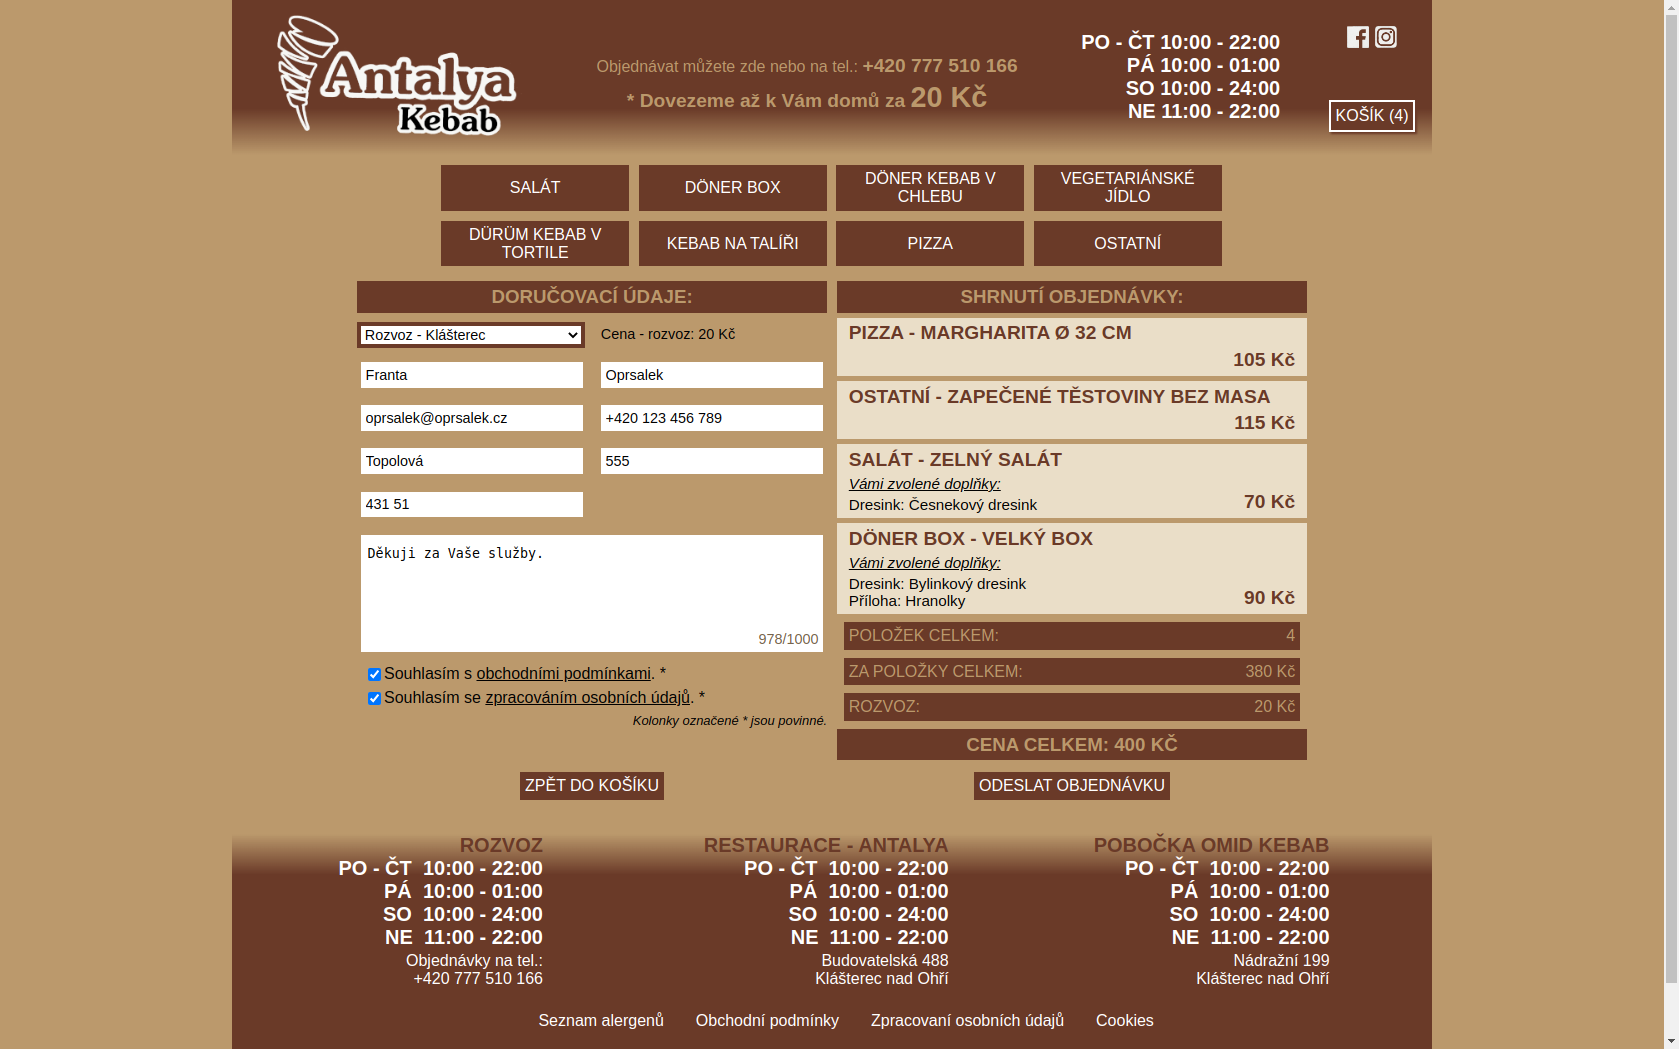 Antalya
Kebab
Objednávat můžete zde nebo na tel.: +420 777 510 166
* Dovezeme až k Vám domů za 20 Kč
PO - ČT 10:00 - 22:00
PÁ 10:00 - 01:00
SO 10:00 - 24:00
NE 11:00 - 22:00
KOŠÍK (4)
SALÁT
DÖNER BOX
DÖNER KEBAB V
CHLEBU
VEGETARIÁNSKÉ
JÍDLO
DÜRÜM KEBAB V
TORTILE
KEBAB NA TALÍŘI
PIZZA
OSTATNÍ
DORUČOVACÍ ÚDAJE:
Rozvoz - Klášterec
Cena - rozvoz: 20 Kč
Franta
Oprsalek
oprsalek@oprsalek.cz
+420 123 456 789
Topolová
555
431 51
Děkuji za Vaše služby.
978/1000
Souhlasím s obchodními podmínkami. *
Souhlasím se zpracováním osobních údajů. *
Kolonky označené * jsou povinné.
SHRNUTÍ OBJEDNÁVKY:
PIZZA - MARGHARITA Ø 32 CM
105 Kč
OSTATNÍ - ZAPEČENÉ TĚSTOVINY BEZ MASA
115 Kč
SALÁT - ZELNÝ SALÁT
Vámi zvolené doplňky:
Dresink: Česnekový dresink
70 Kč
DÖNER BOX - VELKÝ BOX
Vámi zvolené doplňky:
Dresink: Bylinkový dresink
Příloha: Hranolky
90 Kč
POLOŽEK CELKEM: 4
ZA POLOŽKY CELKEM: 380 Kč
ROZVOZ: 20 Kč
CENA CELKEM: 400 KČ
ZPĚT DO KOŠÍKU
ODESLAT OBJEDNÁVKU
ROZVOZ
PO - ČT 10:00 - 22:00
PÁ 10:00 - 01:00
SO 10:00 - 24:00
NE 11:00 - 22:00
Objednávky na tel.:
+420 777 510 166
RESTAURACE - ANTALYA
PO - ČT 10:00 - 22:00
PÁ 10:00 - 01:00
SO 10:00 - 24:00
NE 11:00 - 22:00
Budovatelská 488
Klášterec nad Ohří
POBOČKA OMID KEBAB
PO - ČT 10:00 - 22:00
PÁ 10:00 - 01:00
SO 10:00 - 24:00
NE 11:00 - 22:00
Nádražní 199
Klášterec nad Ohří
Seznam alergenů
Obchodní podmínky
Zpracovaní osobních údajů
Cookies